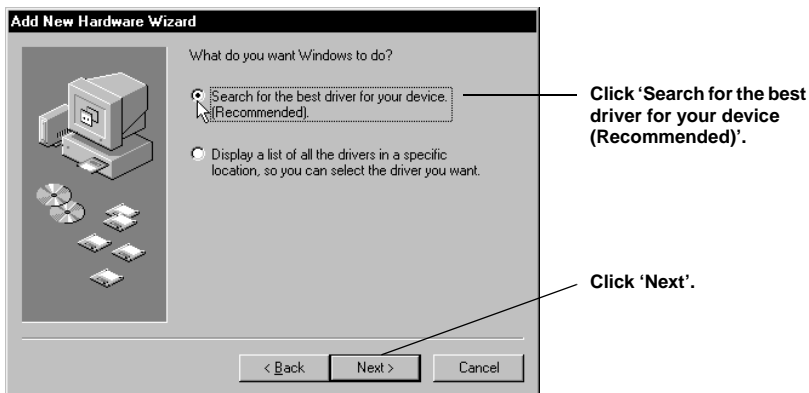 Add New Hardware Wizard
What do you want Windows to do?
Search for the best driver for your device.
(Recommended).
Display a list of all the drivers in a specific
location, so you can select the driver you want.
< Back
Next >
Cancel
Click ‘Search for the best
driver for your device
(Recommended)’.
Click ‘Next’.